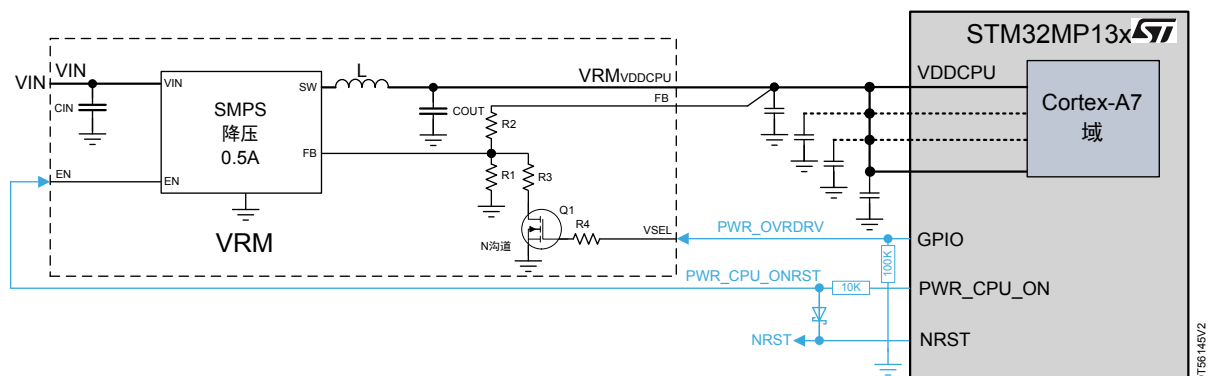 STM32MP13x
VIN
VIN
VIN
CIN
SMPS
降压
0.5A
SW
FB
EN
EN
L
COUT
VRMVDDCPU
FB
R2
R1
R3
Q1
N沟道
R4
VSEL
VRM
VDDCPU
Cortex-A7
域
PWR_OVRDRV
GPIO
100K
PWR_CPU_ONRST
10K
PWR_CPU_ON
NRST
NRST